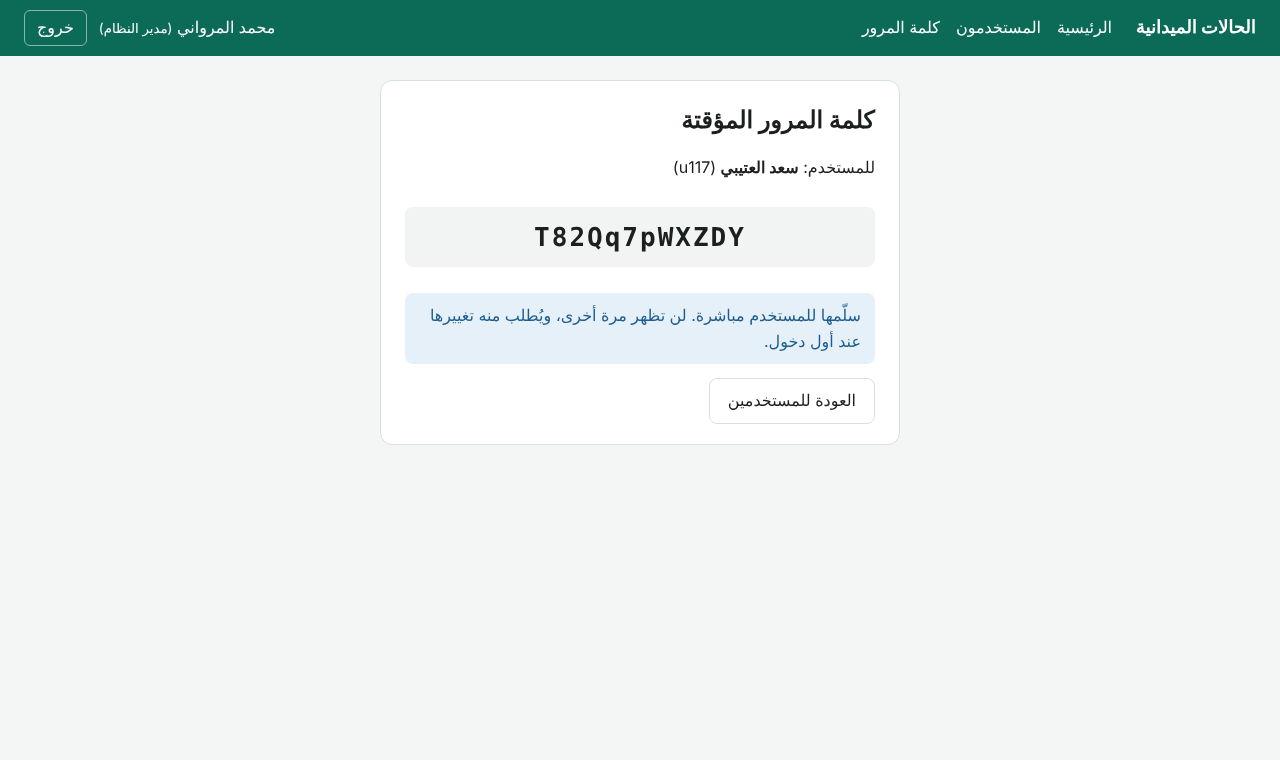 الحالات الميدانية
الرئيسية
المستخدمون
كلمة المرور
محمد المرواني (مدير النظام)
خروج
كلمة المرور المؤقتة
للمستخدم: سعد العتيبي (u117)
T82Qq7pWXZDY
سلّمها للمستخدم مباشرة. لن تظهر مرة أخرى، ويُطلب منه تغييرها
عند أول دخول.
العودة للمستخدمين